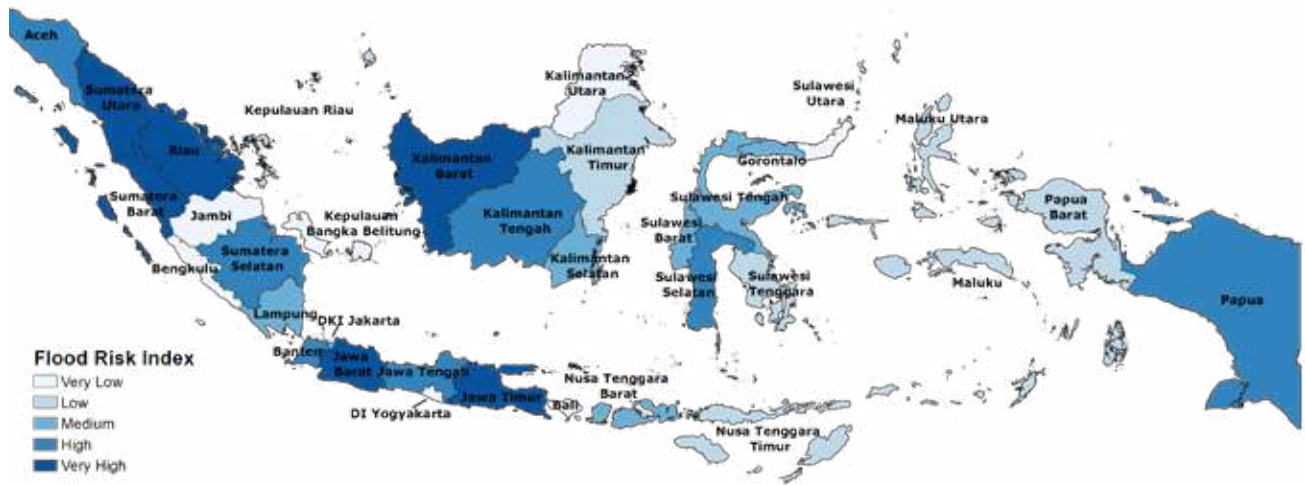 Aceh
Sumatera
Utara
Riau
Kepulauan Riau
Sumatera
Barat
Jambi
Kepulauan
Bangka Belitung
Bengkulu
Sumatera
Selatan
Lampung
DKI Jakarta
Banten
Jawa
Barat
Jawa Tengah
DI Yogyakarta
Jawa Timur
Bali
Nusa Tenggara
Barat
Nusa Tenggara
Timur
Kalimantan
Barat
Kalimantan
Tengah
Kalimantan
Selatan
Kalimantan
Timur
Kalimantan
Utara
Sulawesi
Utara
Gorontalo
Sulawesi Tengah
Sulawesi
Barat
Sulawesi
Selatan
Sulawesi
Tenggara
Maluku Utara
Maluku
Papua
Barat
Papua
Flood Risk Index
Very Low
Low
Medium
High
Very High